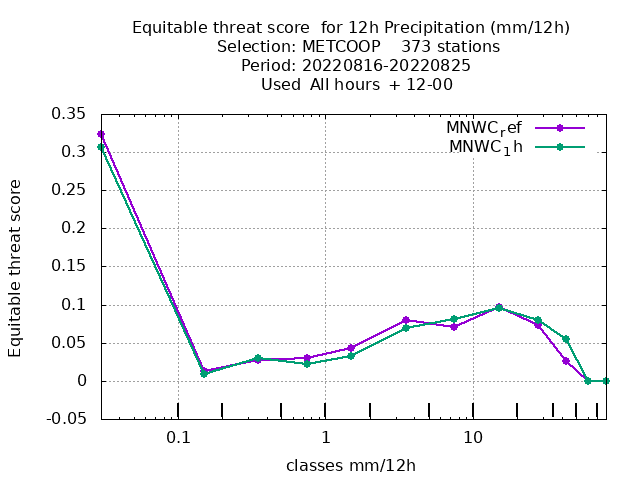 Equitable threat score  for 12h Precipitation (mm/12h)
Selection: METCOOP    373 stations
Period: 20220816-20220825
Used  All hours  + 12-00
MNWC_ref
MNWC_1h
Equitable threat score
0.35
0.3
0.25
0.2
0.15
0.1
0.05
0
-0.05
0.1 1 10
classes mm/12h